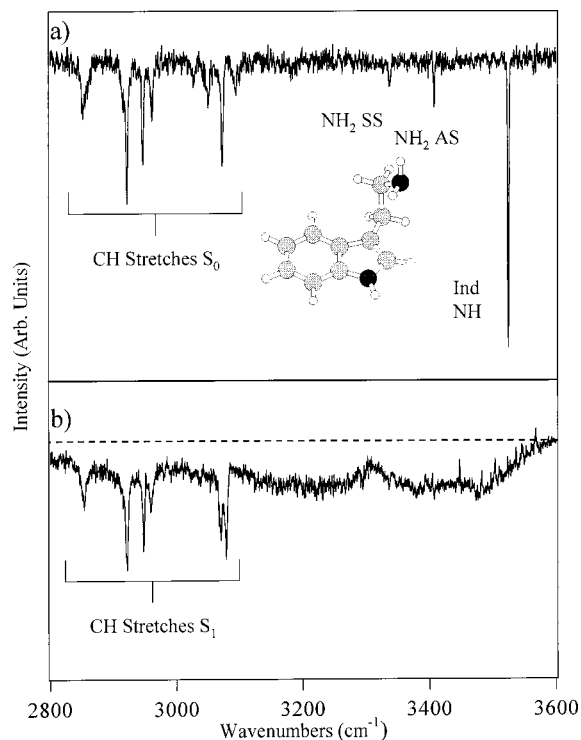 a)
NH₂ SS
NH₂ AS
CH Stretches S₀
Ind
NH
Intensity (Arb. Units)
b)
CH Stretches S₁
2800 3000 3200 3400 3600
Wavenumbers (cm⁻¹)